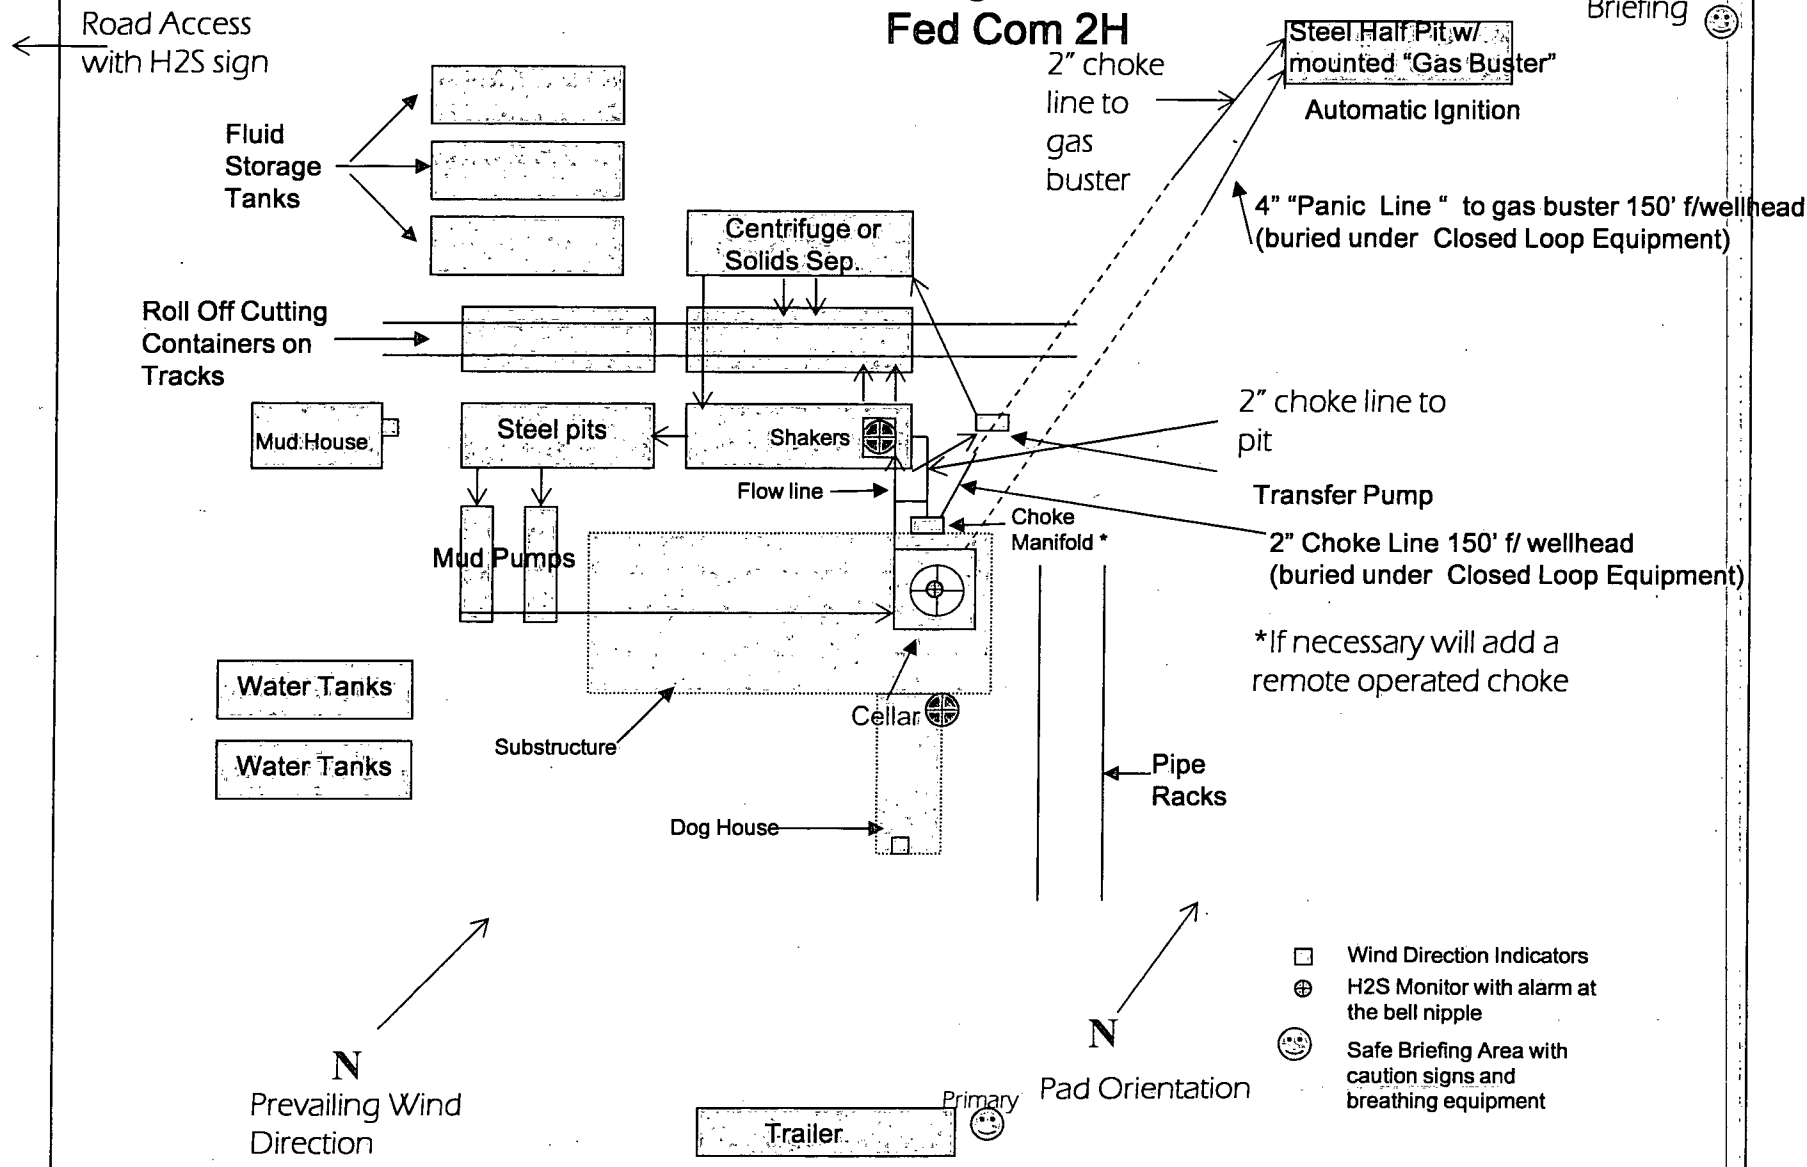 Road Access
with H2S sign
Fed Com 2H
Briefing
Steel Half Pit w/
mounted “Gas Buster”
Automatic Ignition
2” choke
line to
gas
buster
Fluid
Storage
Tanks
4” “Panic Line “ to gas buster 150' f/wellhead
(buried under Closed Loop Equipment)
Centrifuge or
Solids Sep.
Roll Off Cutting
Containers on
Tracks
2” choke line to
pit
Mud House
Steel pits
Shakers
Flow line
Transfer Pump
Choke
Manifold *
2” Choke Line 150' f/ wellhead
(buried under Closed Loop Equipment)
Mud Pumps
*If necessary will add a
remote operated choke
Water Tanks
Cellar
Substructure
Water Tanks
Pipe
Racks
Dog House
Wind Direction Indicators
H2S Monitor with alarm at
the bell nipple
Safe Briefing Area with
caution signs and
breathing equipment
N
Pad Orientation
N
Prevailing Wind
Direction
Primary
Trailer